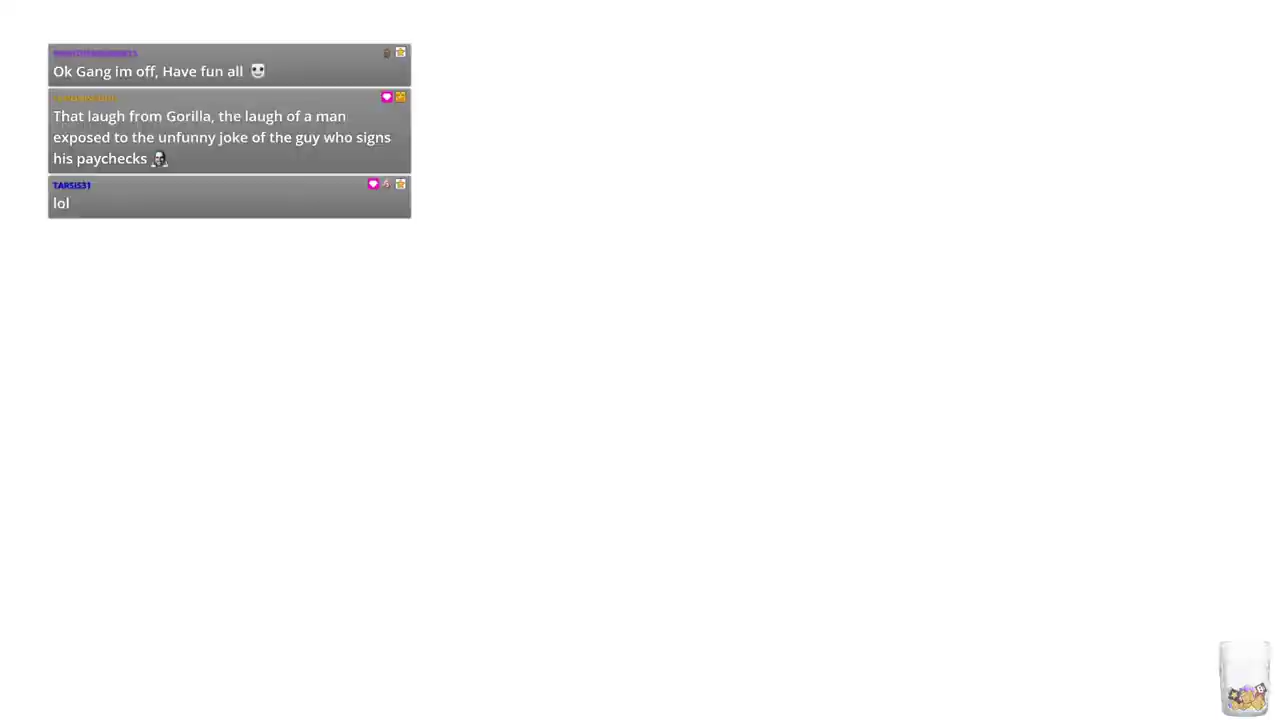 Ok Gang im off, Have fun all
That laugh from Gorilla, the laugh of a man
exposed to the unfunny joke of the guy who signs
his paychecks
TARSIS31
lol